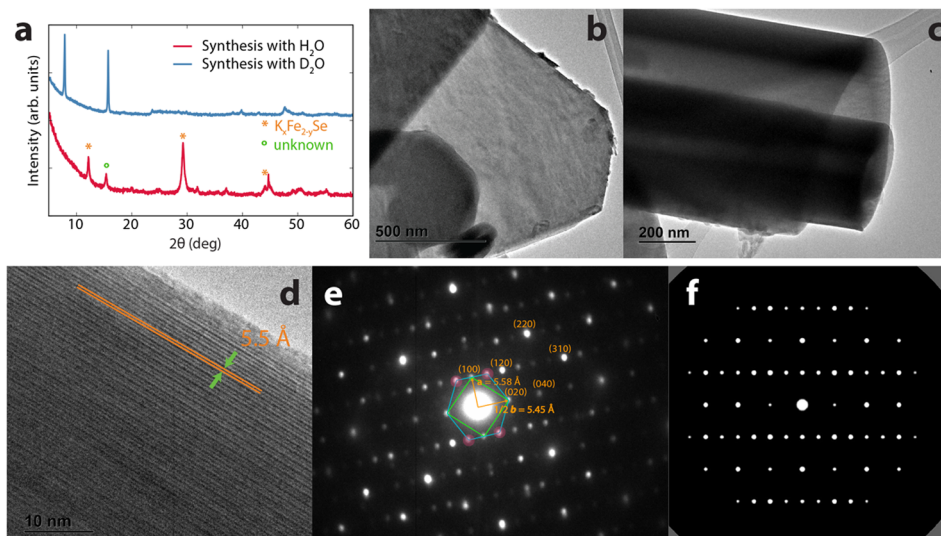 a
Intensity (arb. units)
Synthesis with H₂O
Synthesis with D₂O
* KₓFe₂₋ᵧSe
° unknown
*
°
*
*
10 20 30 40 50 60
2θ (deg)
b
500 nm
c
200 nm
d
5.5 Å
10 nm
e
(220)
(310)
(100) (120)
a = 5.58 Å
(040)
(020)
1/2 b = 5.45 Å
f